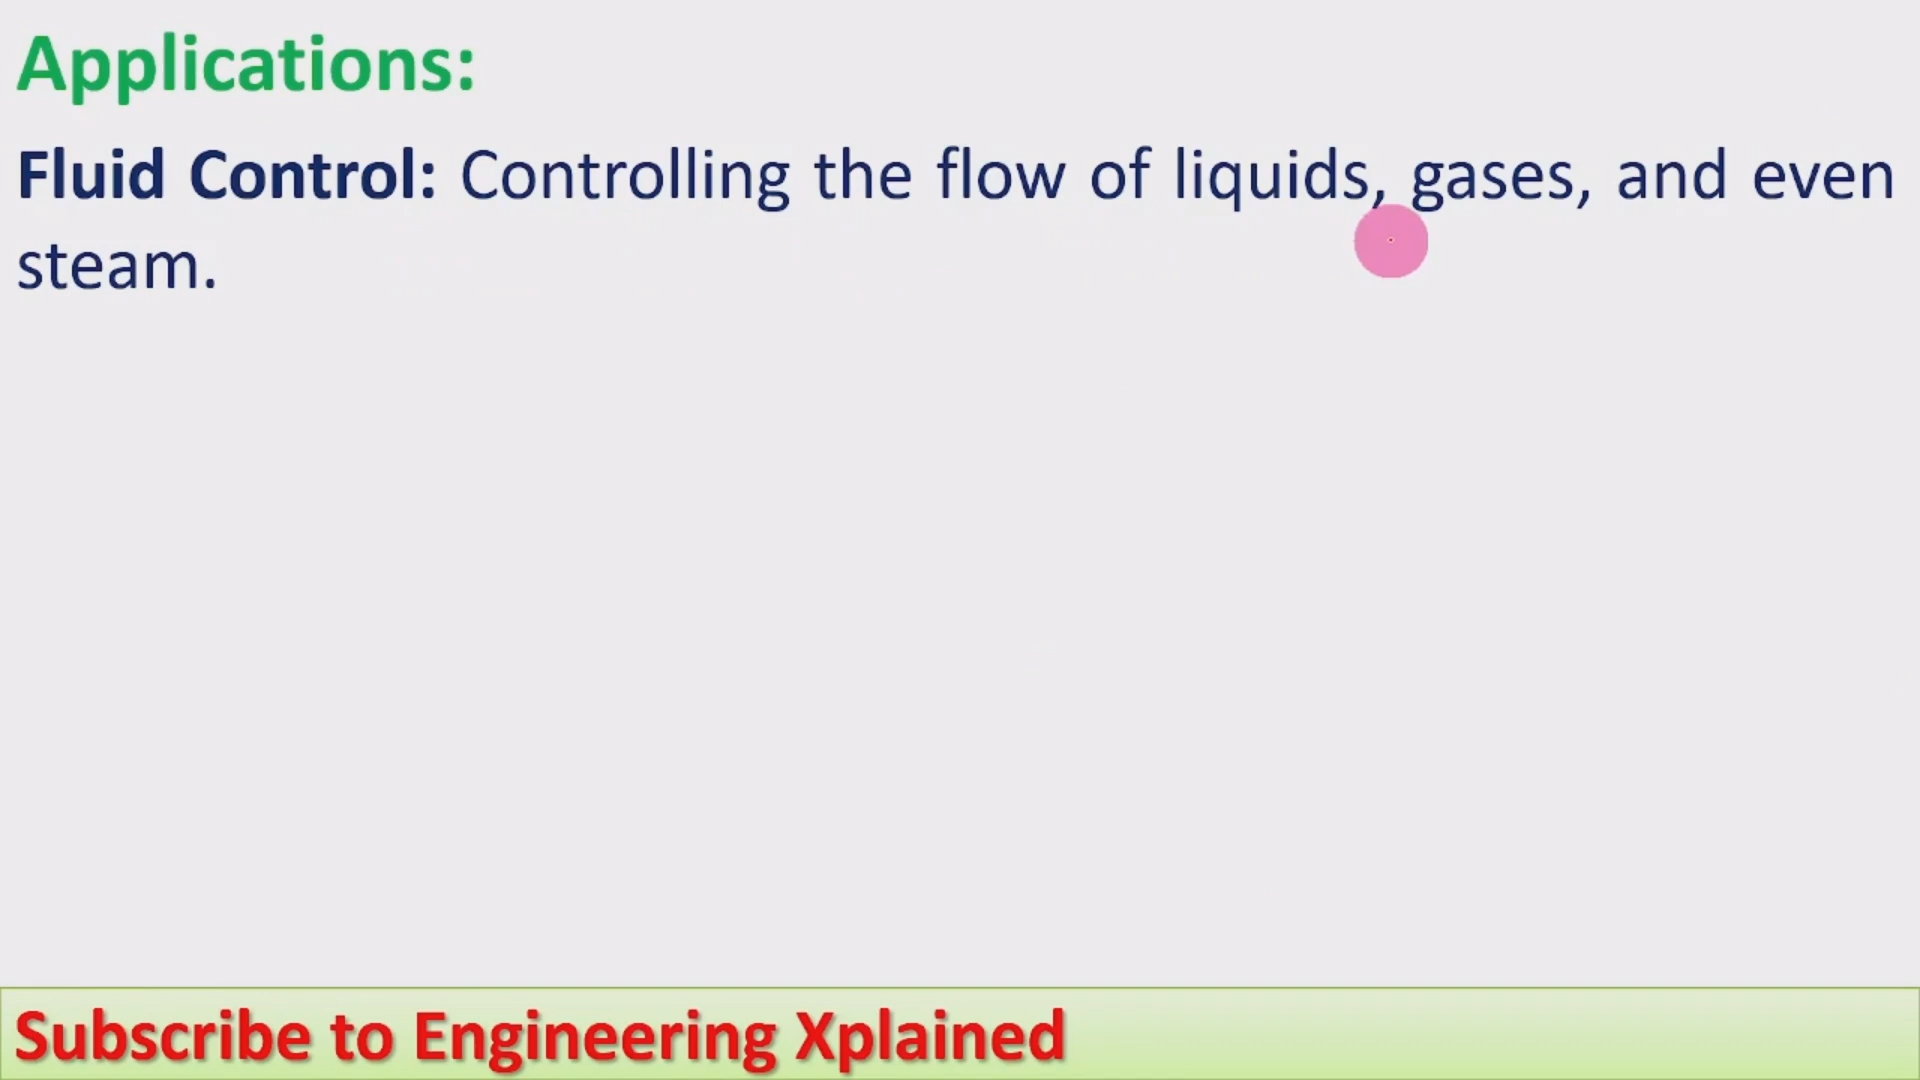 Applications:
Fluid Control: Controlling the flow of liquids, gases, and even
steam.
Subscribe to Engineering Xplained